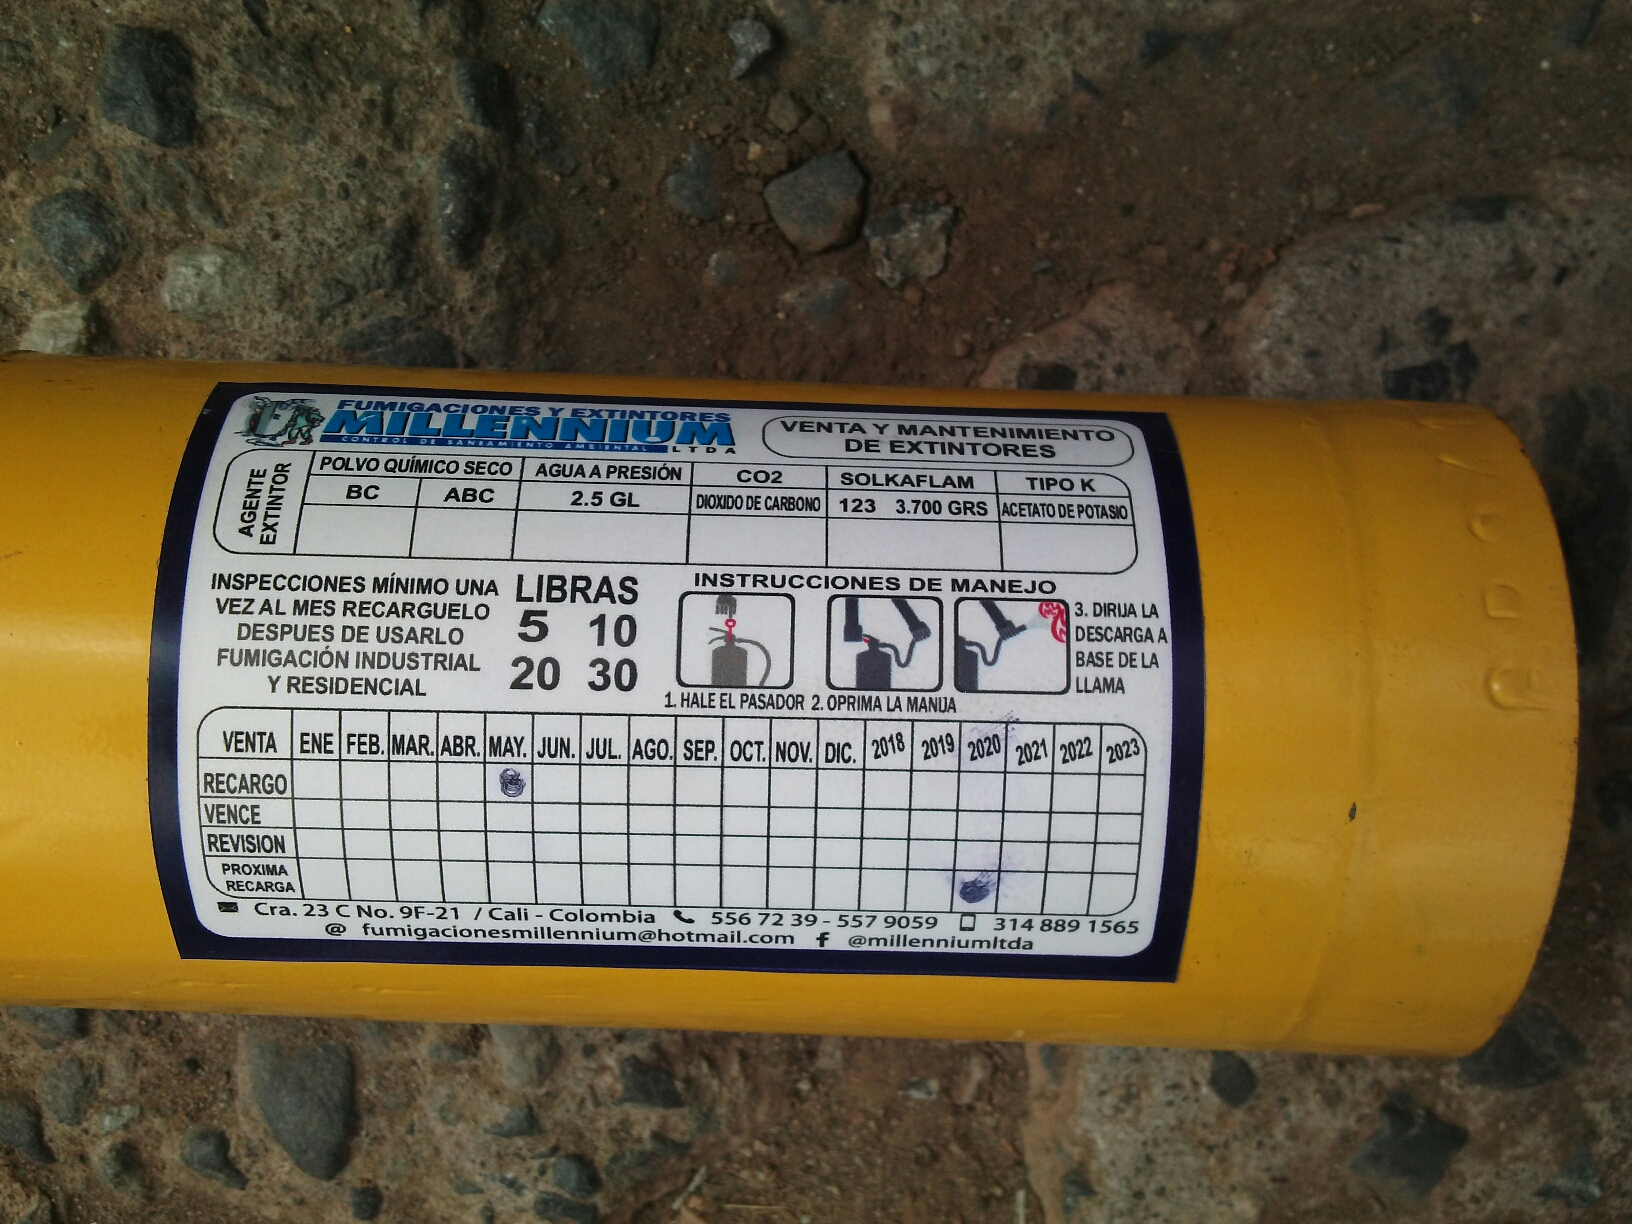 FUMIGACIONES Y EXTINTORES
MILLENNIUM
CONTROL DE SANEAMIENTO AMBIENTAL LTDA
VENTA Y MANTENIMIENTO
DE EXTINTORES
AGENTE
EXTINTOR
POLVO QUÍMICO SECO AGUA A PRESIÓN CO2 SOLKAFLAM TIPO K
BC ABC 2.5 GL DIOXIDO DE CARBONO 123 3.700 GRS ACETATO DE POTASIO
INSPECCIONES MÍNIMO UNA
VEZ AL MES RECARGUELO
DESPUES DE USARLO
FUMIGACIÓN INDUSTRIAL
Y RESIDENCIAL
LIBRAS
5 10
20 30
INSTRUCCIONES DE MANEJO
1. HALE EL PASADOR 2. OPRIMA LA MANIJA
3. DIRIJA LA
DESCARGA A
BASE DE LA
LLAMA
VENTA ENE FEB. MAR. ABR. MAY. JUN. JUL. AGO. SEP. OCT. NOV. DIC. 2018 2019 2020 2021 2022 2023
RECARGO
VENCE
REVISION
PROXIMA
RECARGA
Cra. 23 C No. 9F-21 / Cali - Colombia 556 72 39 - 557 9059 314 889 1565
@ fumigacionesmillennium@hotmail.com f @millenniumltda